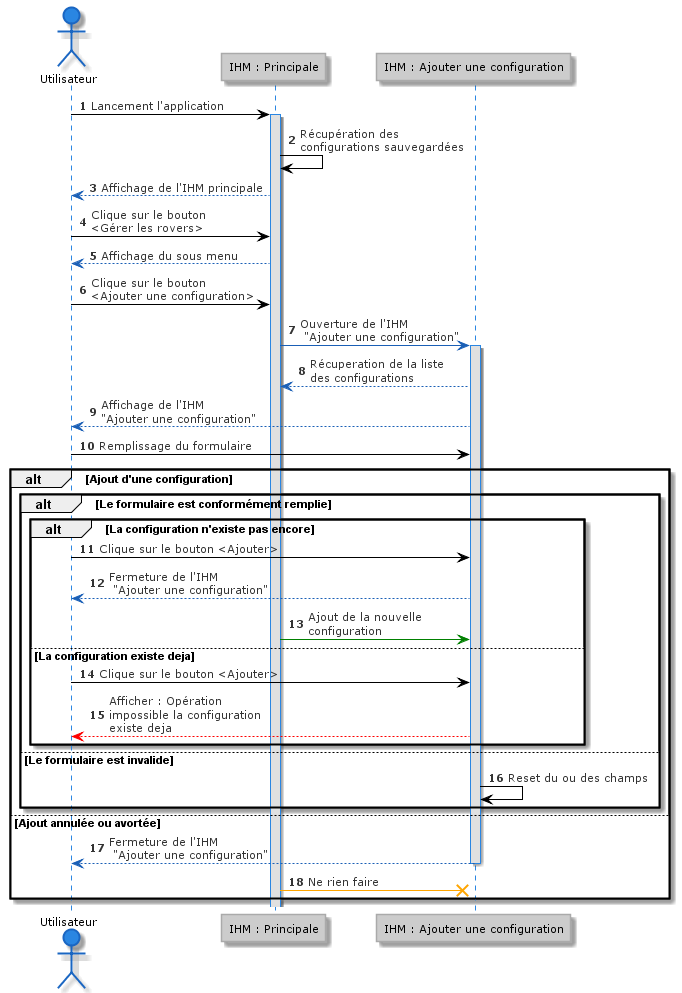 Utilisateur
IHM : Principale
IHM : Ajouter une configuration
1 Lancement l'application
2 Récupération des
configurations sauvegardées
3 Affichage de l'IHM principale
4 Clique sur le bouton
<Gérer les rovers>
5 Affichage du sous menu
6 Clique sur le bouton
<Ajouter une configuration>
7 Ouverture de l'IHM
"Ajouter une configuration"
8 Récuperation de la liste
des configurations
9 Affichage de l'IHM
"Ajouter une configuration"
10 Remplissage du formulaire
alt [Ajout d'une configuration]
alt [Le formulaire est conformément remplie]
alt [La configuration n'existe pas encore]
11 Clique sur le bouton <Ajouter>
12 Fermeture de l'IHM
"Ajouter une configuration"
13 Ajout de la nouvelle
configuration
[La configuration existe deja]
14 Clique sur le bouton <Ajouter>
15 Afficher : Opération
impossible la configuration
existe deja
[Le formulaire est invalide]
16 Reset du ou des champs
[Ajout annulée ou avortée]
17 Fermeture de l'IHM
"Ajouter une configuration"
18 Ne rien faire
Utilisateur
IHM : Principale
IHM : Ajouter une configuration